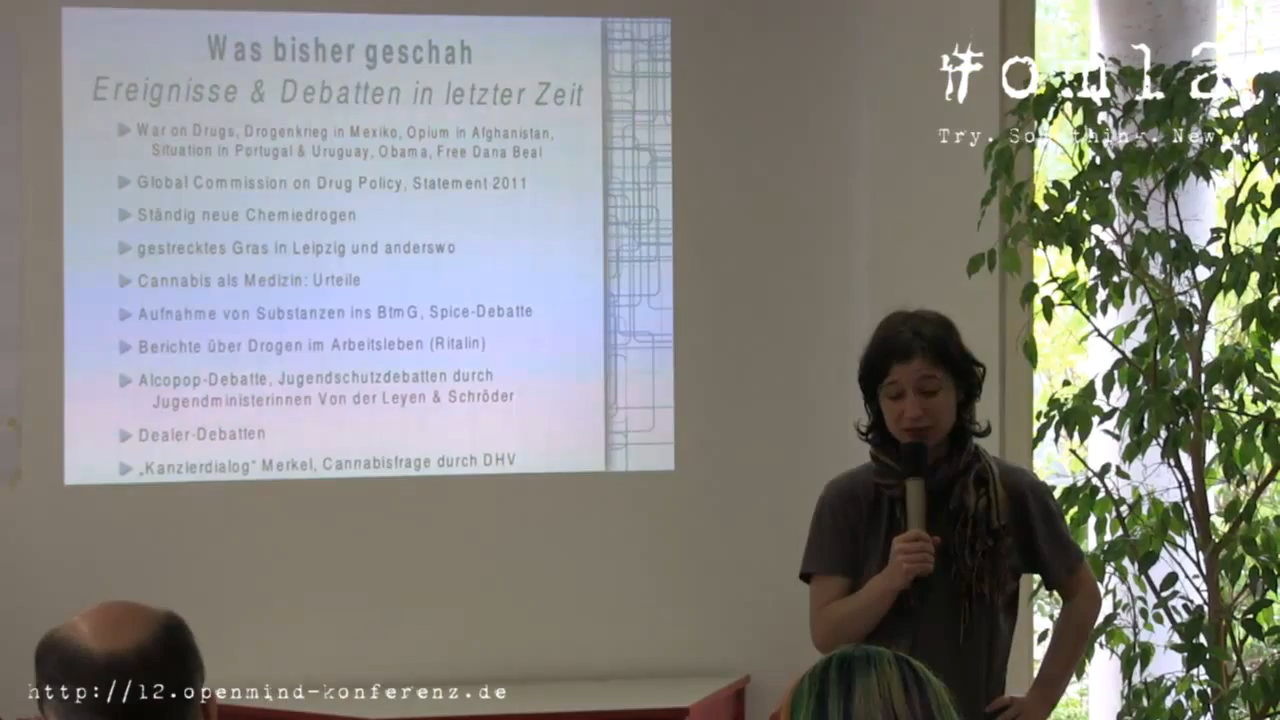 Was bisher geschah
Ereignisse & Debatten in letzter Zeit
War on Drugs, Drogenkrieg in Mexiko, Opium in Afghanistan,
Situation in Portugal & Uruguay, Obama, Free Dana Beal
Global Commission on Drug Policy, Statement 2011
Ständig neue Chemiedrogen
gestrecktes Gras in Leipzig und anderswo
Cannabis als Medizin: Urteile
Aufnahme von Substanzen ins BtmG, Spice-Debatte
Berichte über Drogen im Arbeitsleben (Ritalin)
Alcopop-Debatte, Jugendschutzdebatten durch
Jugendministerinnen Von der Leyen & Schröder
Dealer-Debatten
„Kanzlerdialog“ Merkel, Cannabisfrage durch DHV
#om12
Try. Something. New.
http://12.openmind-konferenz.de